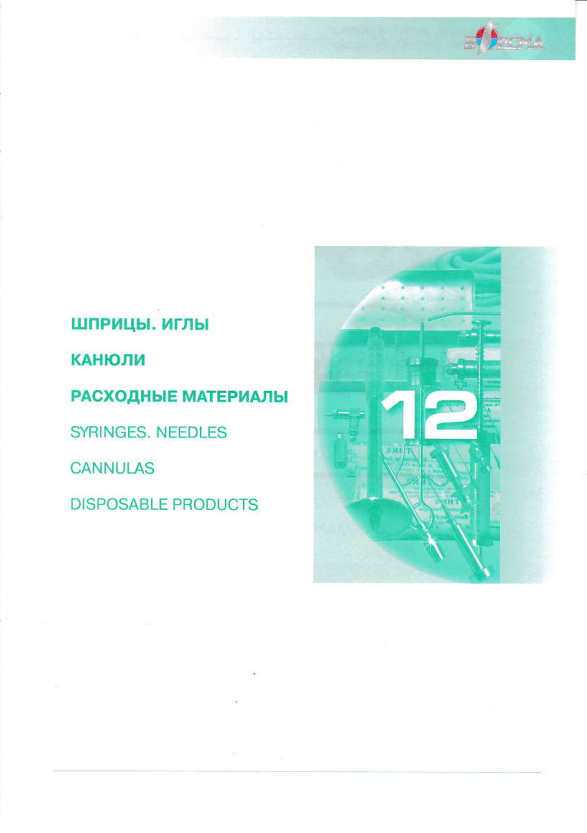 ШПРИЦЫ. ИГЛЫ
КАНЮЛИ
РАСХОДНЫЕ МАТЕРИАЛЫ
SYRINGES. NEEDLES
CANNULAS
DISPOSABLE PRODUCTS
12